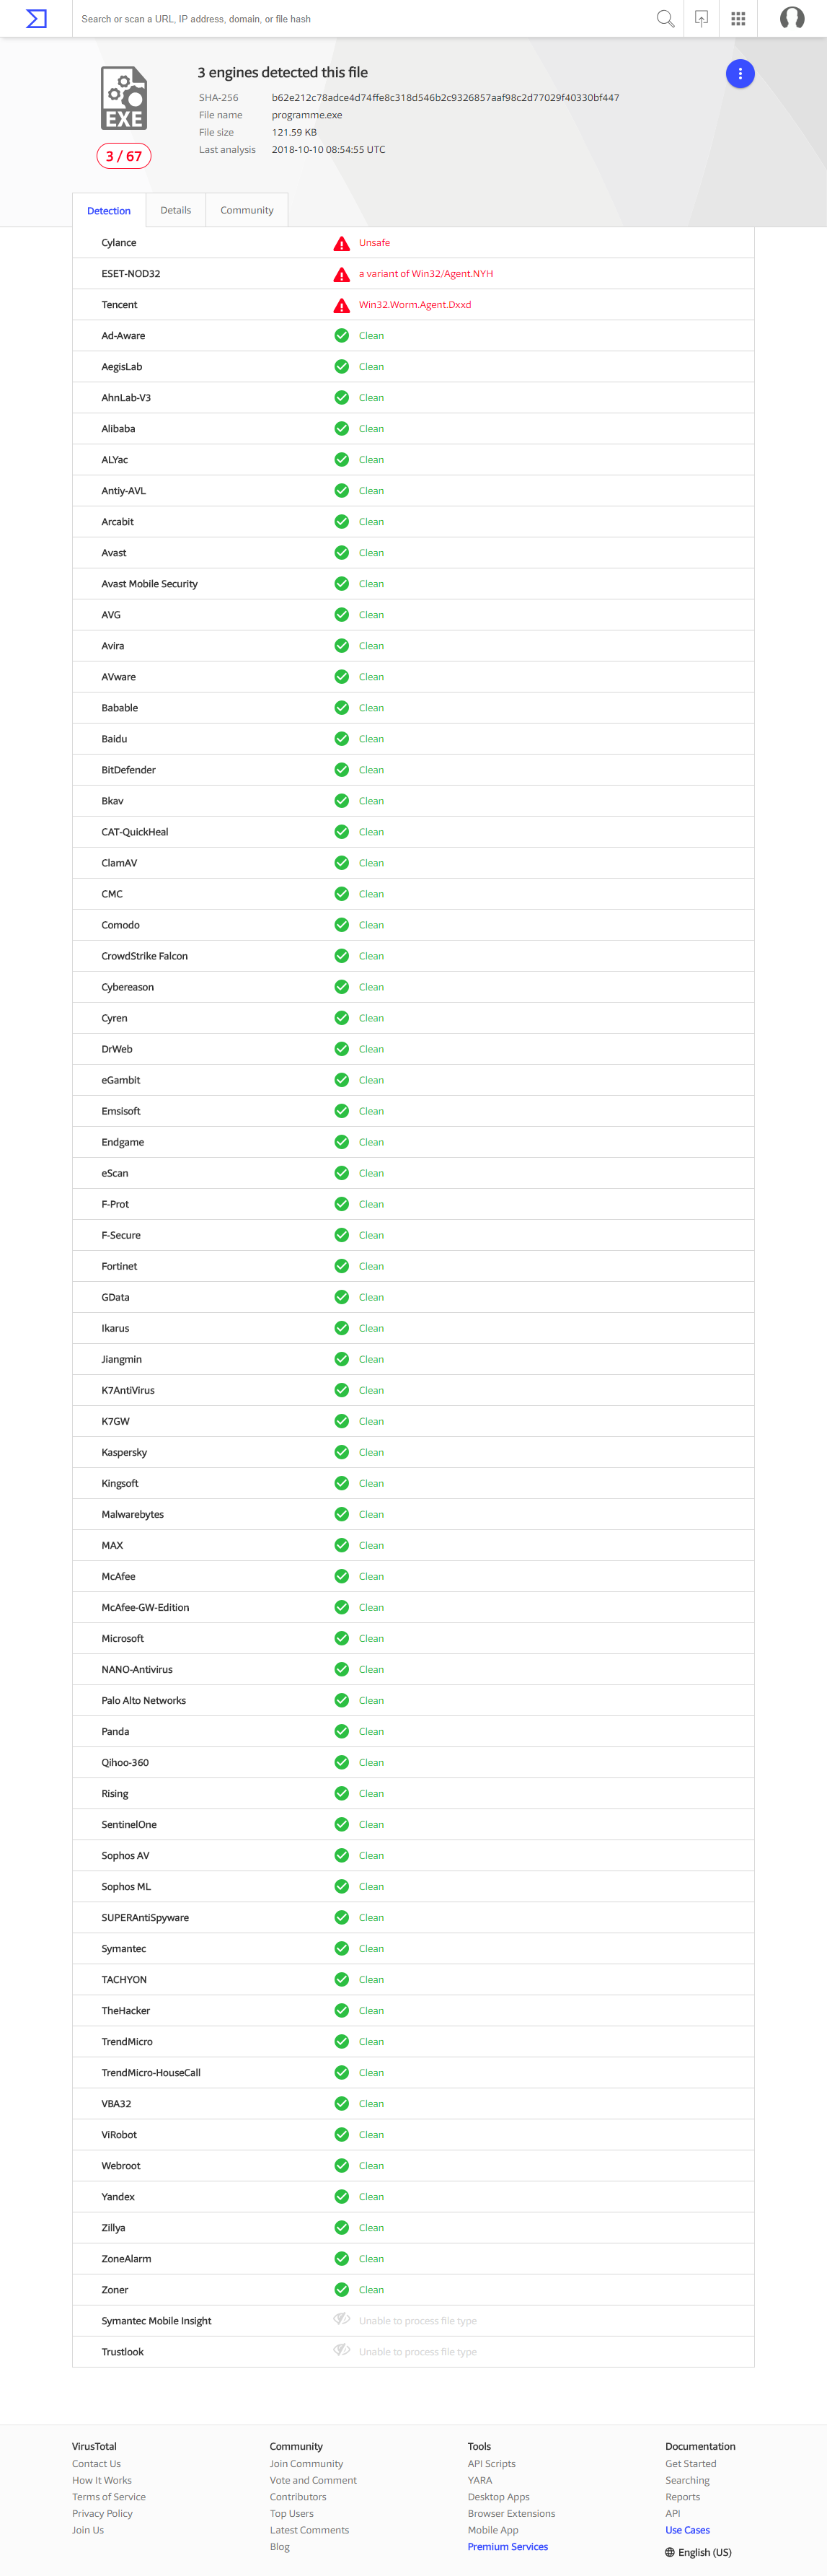 Search or scan a URL, IP address, domain, or file hash
3 engines detected this file
SHA-256 b62e212c78adce4d74ffe8c318d546b2c9326857aaf98c2d77029f40330bf447
File name programme.exe
File size 121.59 KB
Last analysis 2018-10-10 08:54:55 UTC
EXE
3 / 67
Detection Details Community
Cylance Unsafe
ESET-NOD32 a variant of Win32/Agent.NYH
Tencent Win32.Worm.Agent.Dxxd
Ad-Aware Clean
AegisLab Clean
AhnLab-V3 Clean
Alibaba Clean
ALYac Clean
Antiy-AVL Clean
Arcabit Clean
Avast Clean
Avast Mobile Security Clean
AVG Clean
Avira Clean
AVware Clean
Babable Clean
Baidu Clean
BitDefender Clean
Bkav Clean
CAT-QuickHeal Clean
ClamAV Clean
CMC Clean
Comodo Clean
CrowdStrike Falcon Clean
Cybereason Clean
Cyren Clean
DrWeb Clean
eGambit Clean
Emsisoft Clean
Endgame Clean
eScan Clean
F-Prot Clean
F-Secure Clean
Fortinet Clean
GData Clean
Ikarus Clean
Jiangmin Clean
K7AntiVirus Clean
K7GW Clean
Kaspersky Clean
Kingsoft Clean
Malwarebytes Clean
MAX Clean
McAfee Clean
McAfee-GW-Edition Clean
Microsoft Clean
NANO-Antivirus Clean
Palo Alto Networks Clean
Panda Clean
Qihoo-360 Clean
Rising Clean
SentinelOne Clean
Sophos AV Clean
Sophos ML Clean
SUPERAntiSpyware Clean
Symantec Clean
TACHYON Clean
TheHacker Clean
TrendMicro Clean
TrendMicro-HouseCall Clean
VBA32 Clean
ViRobot Clean
Webroot Clean
Yandex Clean
Zillya Clean
ZoneAlarm Clean
Zoner Clean
Symantec Mobile Insight Unable to process file type
Trustlook Unable to process file type
VirusTotal Community Tools Documentation
Contact Us Join Community API Scripts Get Started
How It Works Vote and Comment YARA Searching
Terms of Service Contributors Desktop Apps Reports
Privacy Policy Top Users Browser Extensions API
Join Us Latest Comments Mobile App Use Cases
Blog Premium Services
English (US)